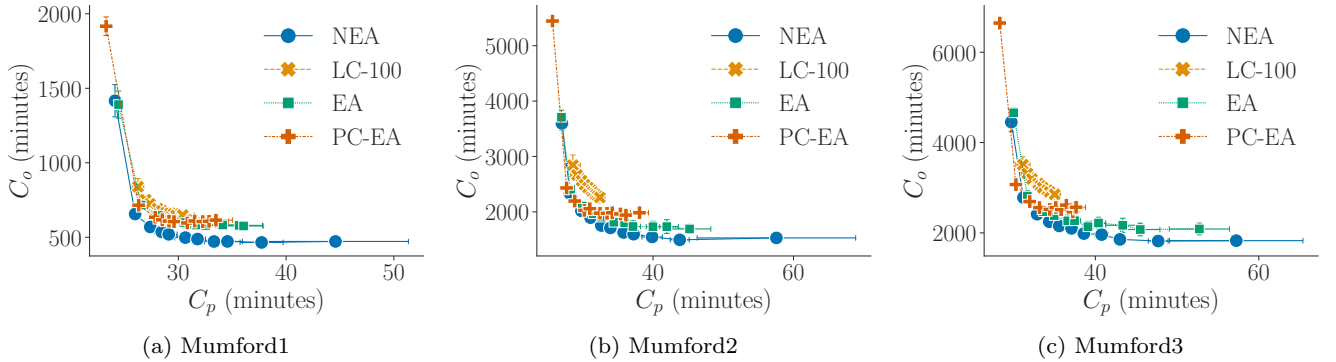 2000
1500
1000
500
C_o (minutes)
30
40
50
C_p (minutes)
NEA
LC-100
EA
PC-EA
(a) Mumford1
5000
4000
3000
2000
C_o (minutes)
40
60
C_p (minutes)
NEA
LC-100
EA
PC-EA
(b) Mumford2
6000
4000
2000
C_o (minutes)
40
60
C_p (minutes)
NEA
LC-100
EA
PC-EA
(c) Mumford3